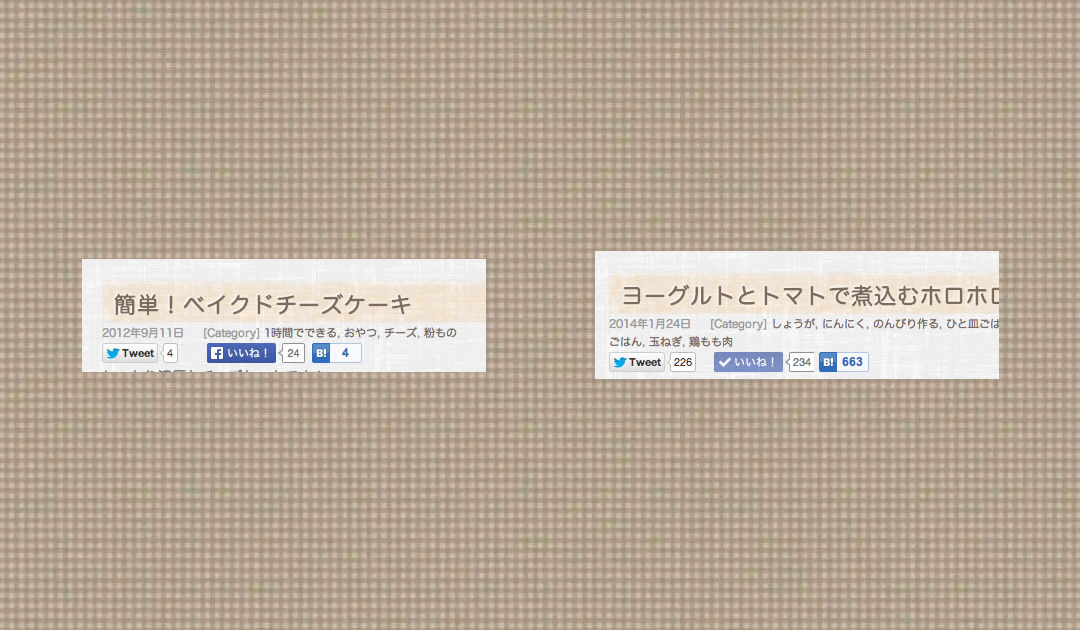 簡単！ベイクドチーズケーキ
2012年9月11日 [Category] 1時間でできる, おやつ, チーズ, 粉もの
Tweet 4 いいね！ 24 B! 4
ヨーグルトとトマトで煮込むホロホロ
2014年1月24日 [Category] しょうが, にんにく, のんびり作る, ひと皿ごは
ごはん, 玉ねぎ, 鶏もも肉
Tweet 226 いいね！ 234 B! 663